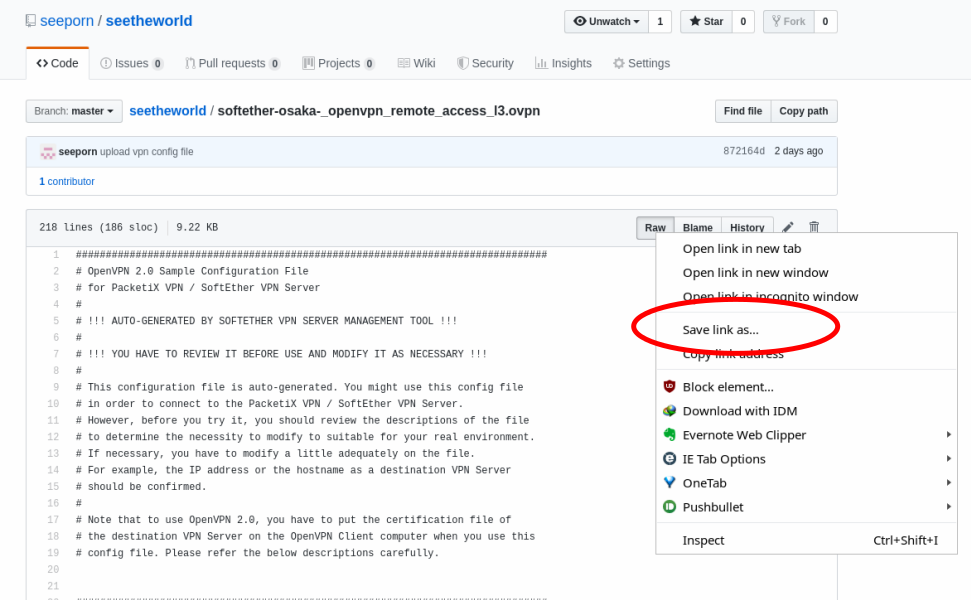 seeporn / seetheworld
Unwatch 1 Star 0 Fork 0
Code Issues 0 Pull requests 0 Projects 0 Wiki Security Insights Settings
Branch: master seetheworld / softether-osaka-_openvpn_remote_access_l3.ovpn Find file Copy path
seeporn upload vpn config file 872164d 2 days ago
1 contributor
218 lines (186 sloc) 9.22 KB Raw Blame History
1 ################################################################################
2 # OpenVPN 2.0 Sample Configuration File
3 # for PacketiX VPN / SoftEther VPN Server
4 #
5 # !!! AUTO-GENERATED BY SOFTETHER VPN SERVER MANAGEMENT TOOL !!!
6 #
7 # !!! YOU HAVE TO REVIEW IT BEFORE USE AND MODIFY IT AS NECESSARY !!!
8 #
9 # This configuration file is auto-generated. You might use this config file
10 # in order to connect to the PacketiX VPN / SoftEther VPN Server.
11 # However, before you try it, you should review the descriptions of the file
12 # to determine the necessity to modify to suitable for your real environment.
13 # If necessary, you have to modify a little adequately on the file.
14 # For example, the IP address or the hostname as a destination VPN Server
15 # should be confirmed.
16 #
17 # Note that to use OpenVPN 2.0, you have to put the certification file of
18 # the destination VPN Server on the OpenVPN Client computer when you use this
19 # config file. Please refer the below descriptions carefully.
20
21
Open link in new tab
Open link in new window
Open link in incognito window
Save link as...
Copy link address
Block element...
Download with IDM
Evernote Web Clipper
IE Tab Options
OneTab
Pushbullet
Inspect Ctrl+Shift+I